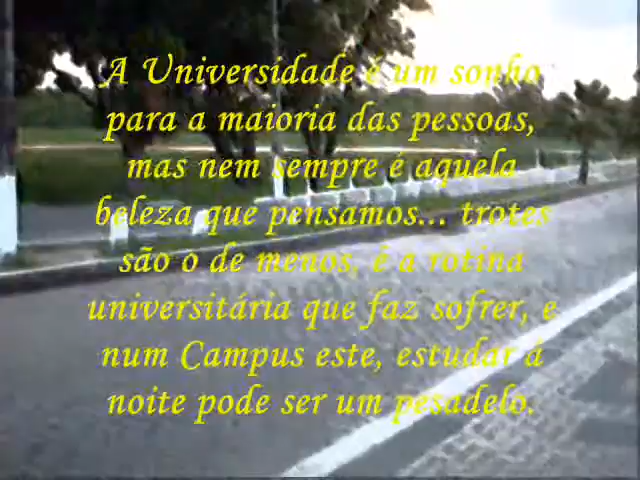 A Universidade é um sonho
para a maioria das pessoas,
mas nem sempre é aquela
beleza que pensamos... trotes
são o de menos, é a rotina
universitária que faz sofrer, e
num Campus este, estudar á
noite pode ser um pesadelo.